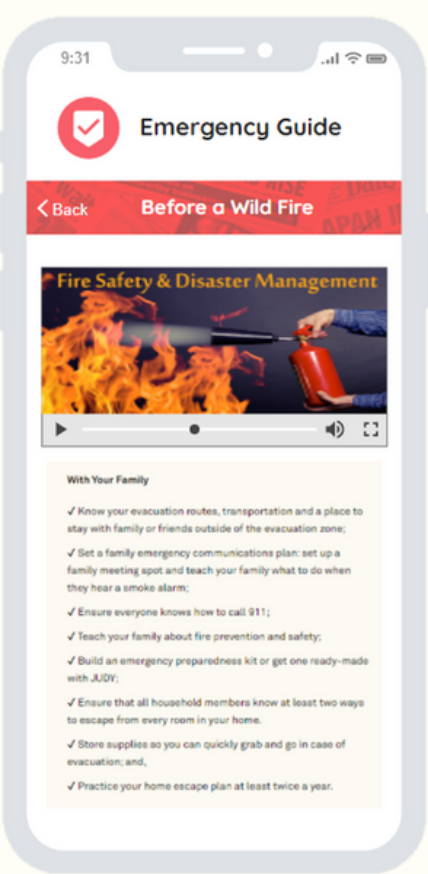 9:31
Emergency Guide
Back
Before a Wild Fire
Fire Safety & Disaster Management
With Your Family
✓ Know your evacuation routes, transportation and a place to
stay with family or friends outside of the evacuation zone;
✓ Set a family emergency communications plan: set up a
family meeting spot and teach your family what to do when
they hear a smoke alarm;
✓ Ensure everyone knows how to call 911;
✓ Teach your family about fire prevention and safety;
✓ Build an emergency preparedness kit or get one ready-made
with JUDY;
✓ Ensure that all household members know at least two ways
to escape from every room in your home.
✓ Store supplies so you can quickly grab and go in case of
evacuation; and,
✓ Practice your home escape plan at least twice a year.